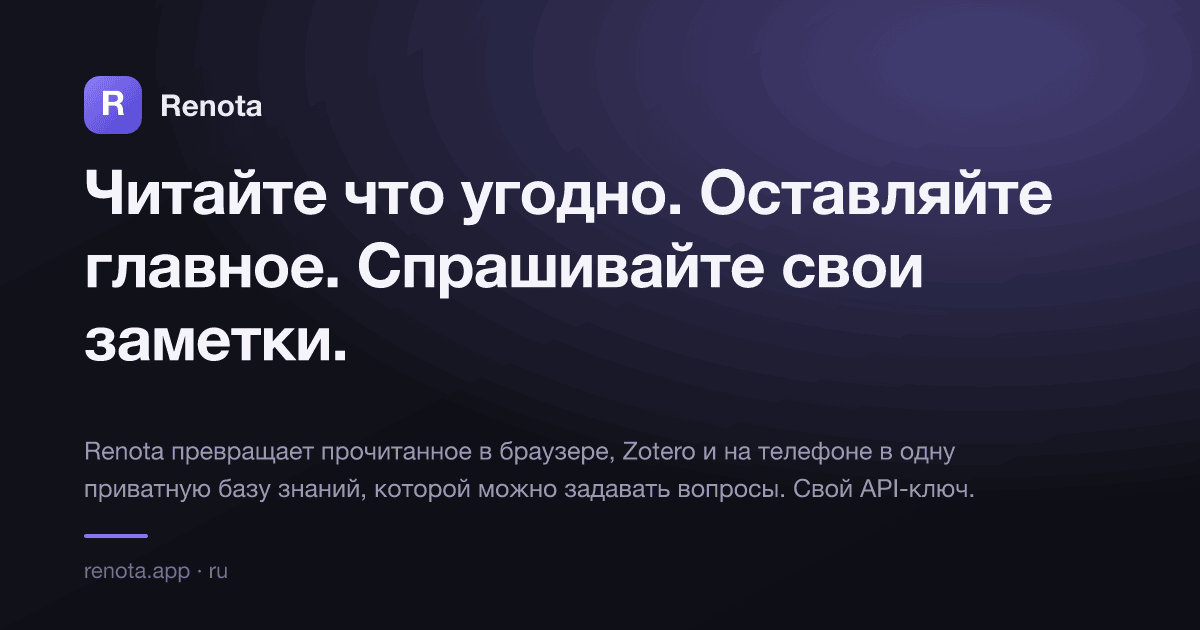 R
Renota
Читайте что угодно. Оставляйте
главное. Спрашивайте свои
заметки.
Renota превращает прочитанное в браузере, Zotero и на телефоне в одну
приватную базу знаний, которой можно задавать вопросы. Свой API-ключ.
renota.app · ru